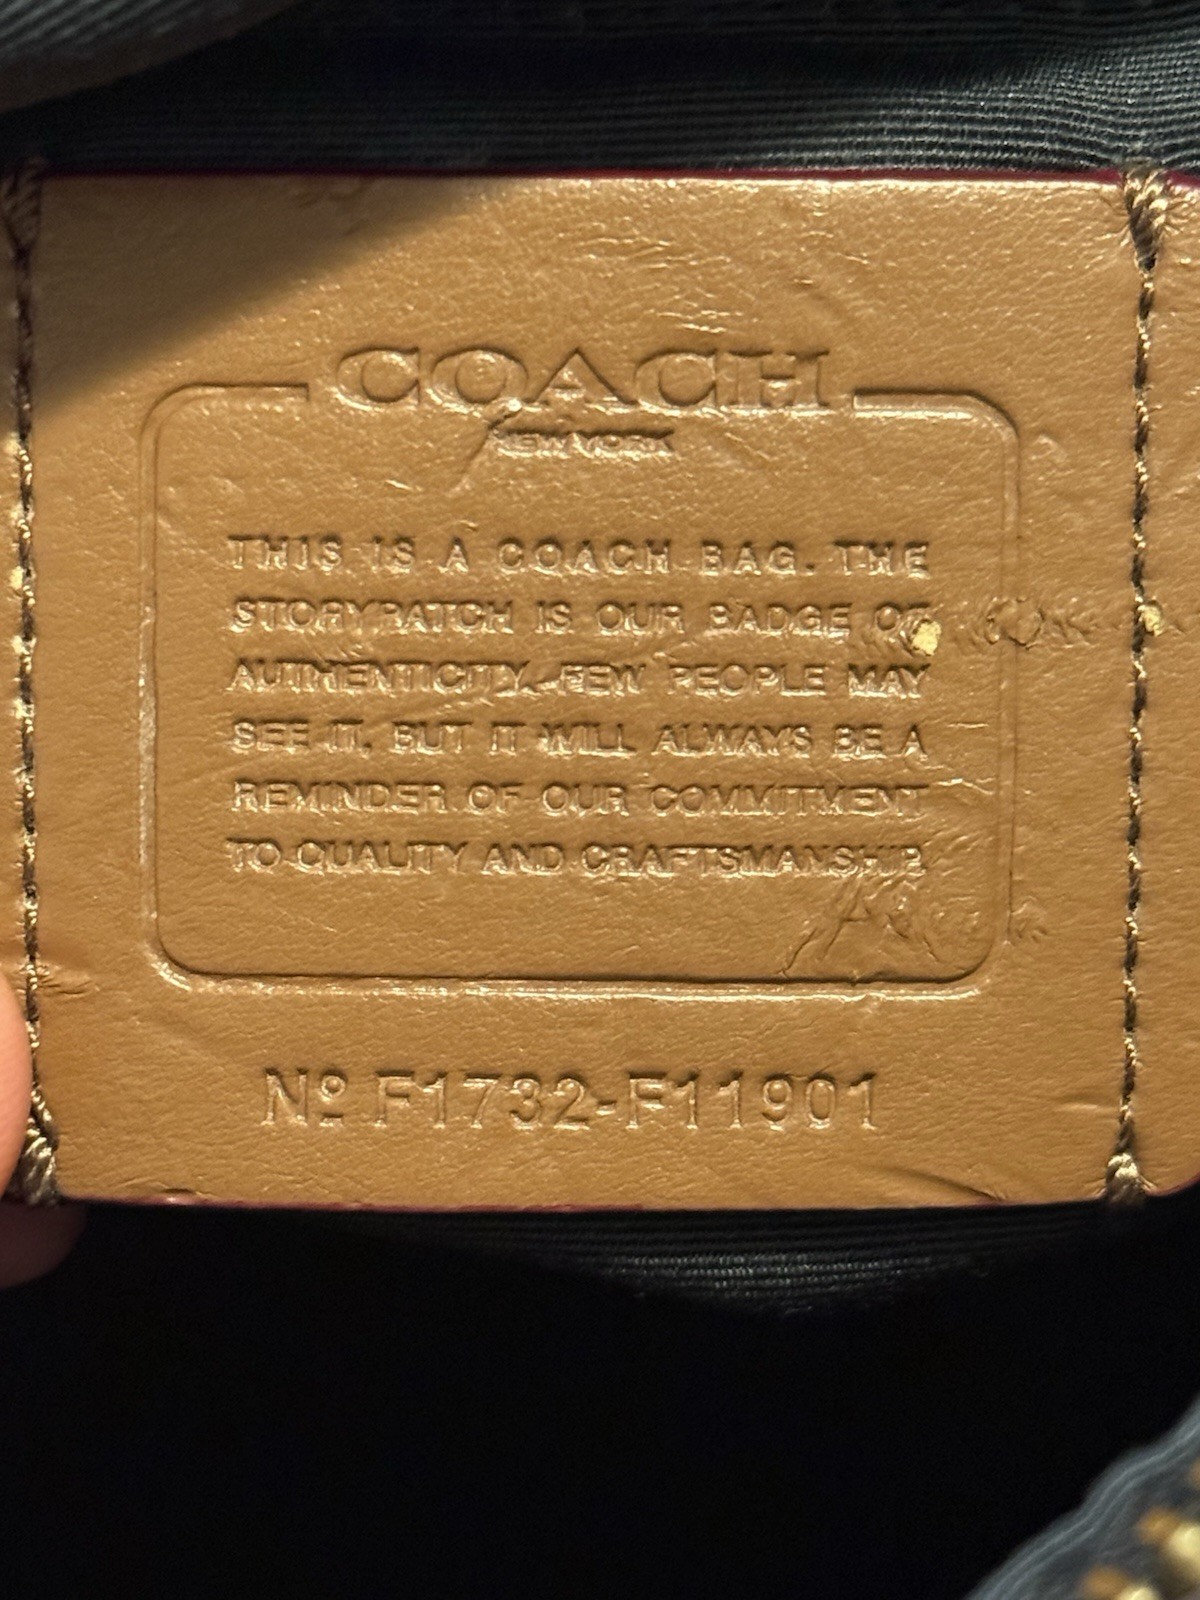 COACH
NEW YORK
THIS IS A COACH BAG. THE
STORYPATCH IS OUR BADGE OF
AUTHENTICITY. FEW PEOPLE MAY
SEE IT, BUT IT WILL ALWAYS BE A
REMINDER OF OUR COMMITMENT
TO QUALITY AND CRAFTSMANSHIP.
Nº F1732-F11901